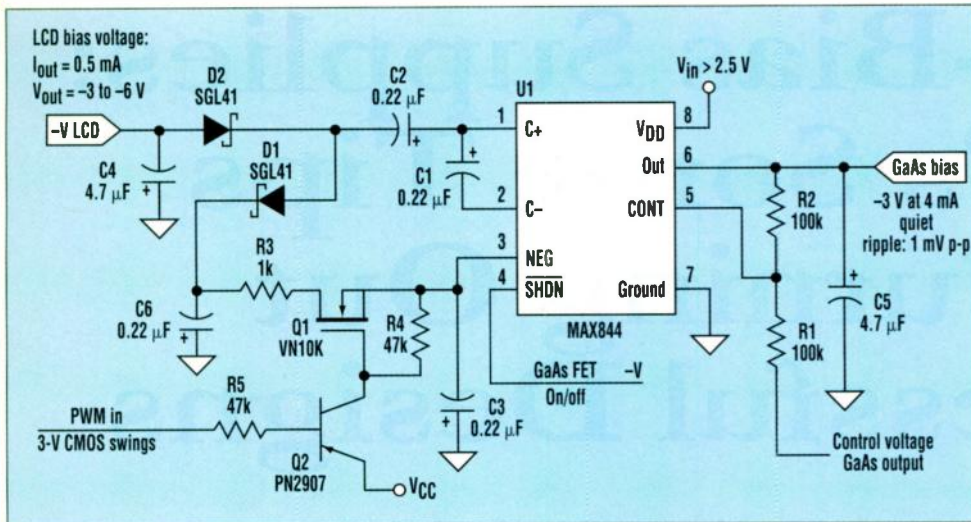 LCD bias voltage:
Iout = 0.5 mA
Vout = –3 to –6 V
–V LCD
D2
SGL41
C2
0.22 µF
+
U1
Vin > 2.5 V
1
C+
VDD
8
C4
4.7 µF
+
D1
SGL41
C1
0.22 µF
+
2
C–
Out
6
GaAs bias
–3 V at 4 mA
quiet
ripple: 1 mV p-p
CONT
5
R2
100k
3
NEG
4
SHDN
Ground
7
MAX844
R3
1k
C6
0.22 µF
+
Q1
VN10K
R4
47k
R1
100k
+
C5
4.7 µF
GaAs FET
–V
On/off
R5
47k
PWM in
3-V CMOS swings
C3
0.22 µF
+
Q2
PN2907
VCC
Control voltage
GaAs output